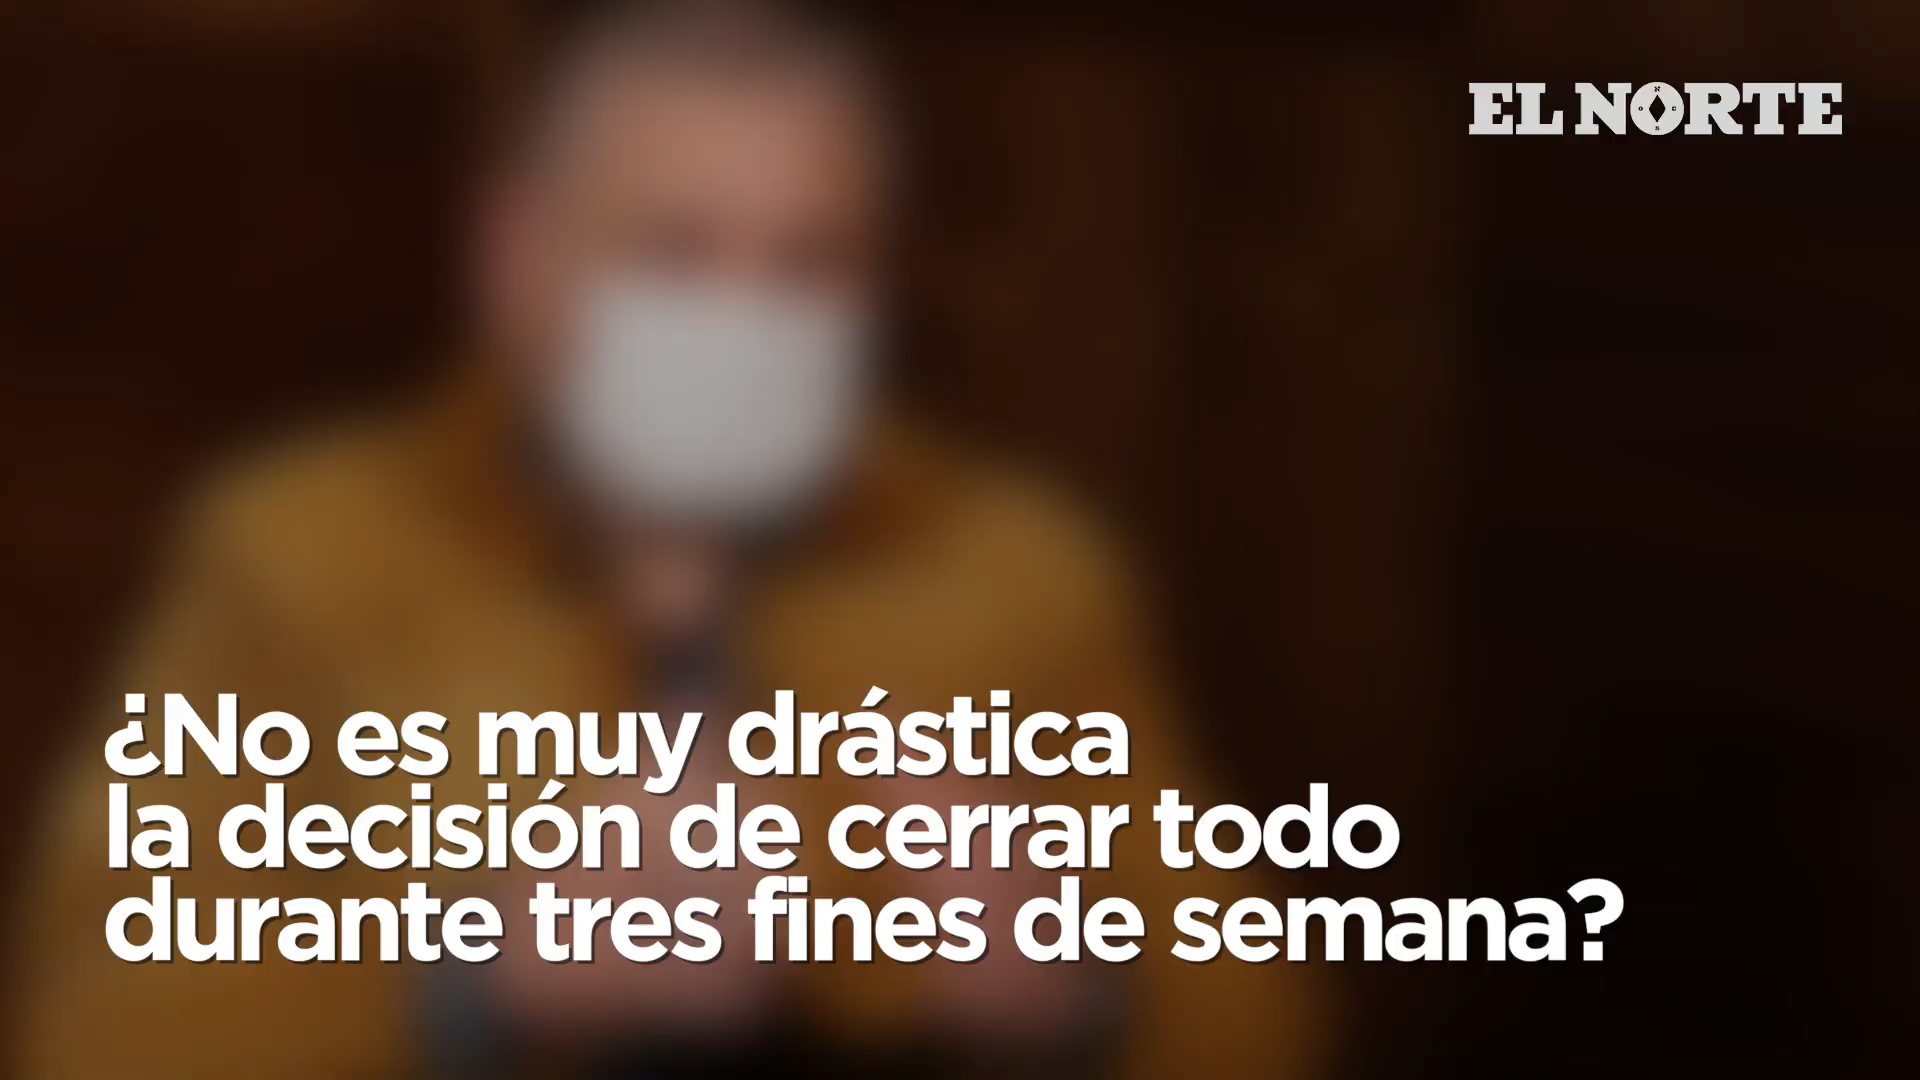 EL NORTE
¿No es muy drástica
la decisión de cerrar todo
durante tres fines de semana?